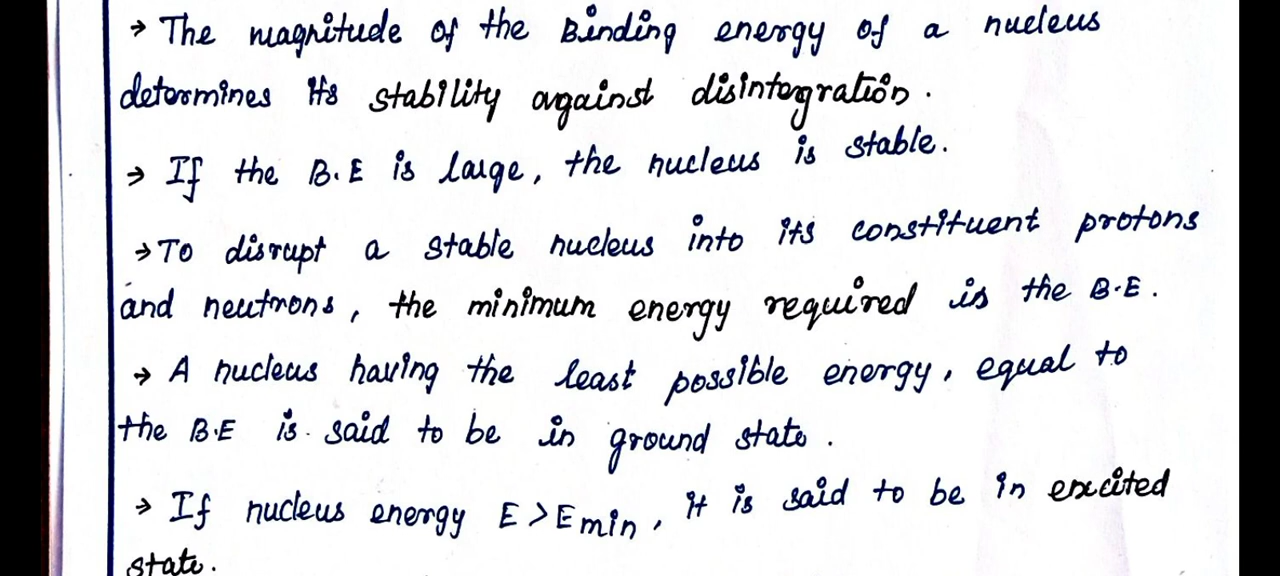 → The magnitude of the Binding energy of a nucleus
determines its stability against disintegration.
→ If the B.E is large, the nucleus is stable.
→ To disrupt a stable nucleus into its constituent protons
and neutrons, the minimum energy required is the B.E.
→ A nucleus having the least possible energy, equal to
the B.E is said to be in ground state.
→ If nucleus energy E > Emin, it is said to be in excited
state.